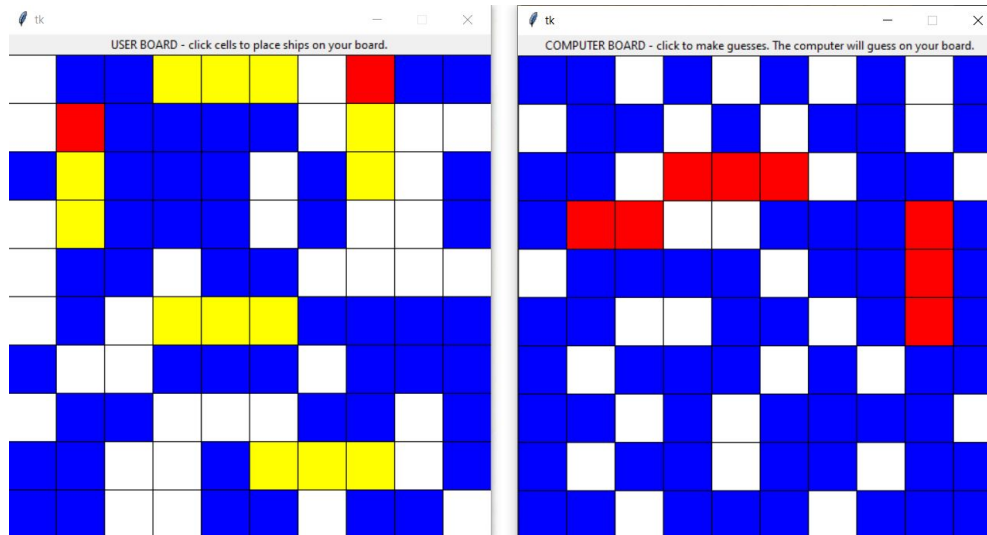 tk
USER BOARD - click cells to place ships on your board.
tk
COMPUTER BOARD - click to make guesses. The computer will guess on your board.